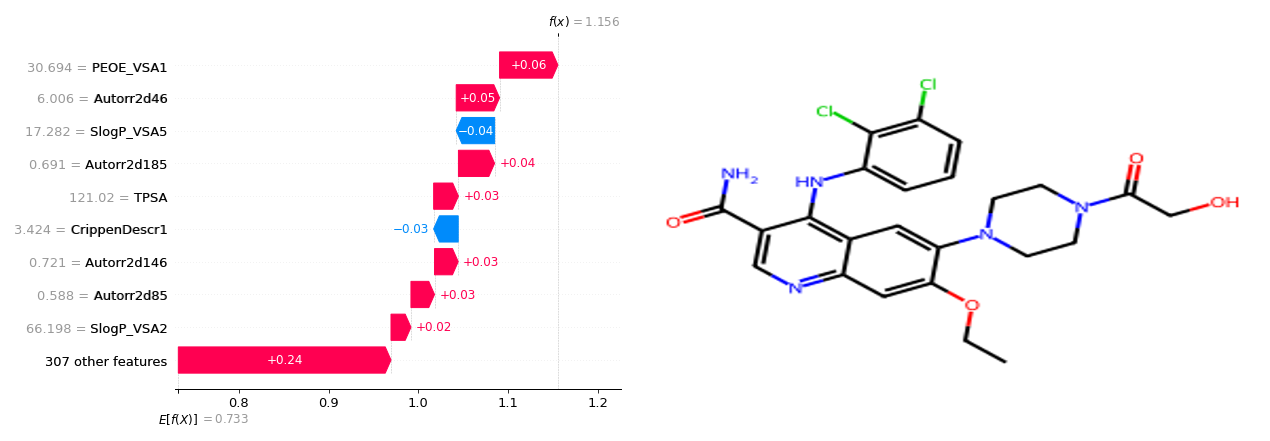 f(x) = 1.156
30.694 = PEOE_VSA1
+0.06
6.006 = Autorr2d46
+0.05
17.282 = SlogP_VSA5
−0.04
0.691 = Autorr2d185
+0.04
121.02 = TPSA
+0.03
3.424 = CrippenDescr1
−0.03
0.721 = Autorr2d146
+0.03
0.588 = Autorr2d85
+0.03
66.198 = SlogP_VSA2
+0.02
307 other features
+0.24
0.8 0.9 1.0 1.1 1.2
E[f(X)] = 0.733
Cl
Cl
NH2
HN
O
O
OH
N
N
N
O